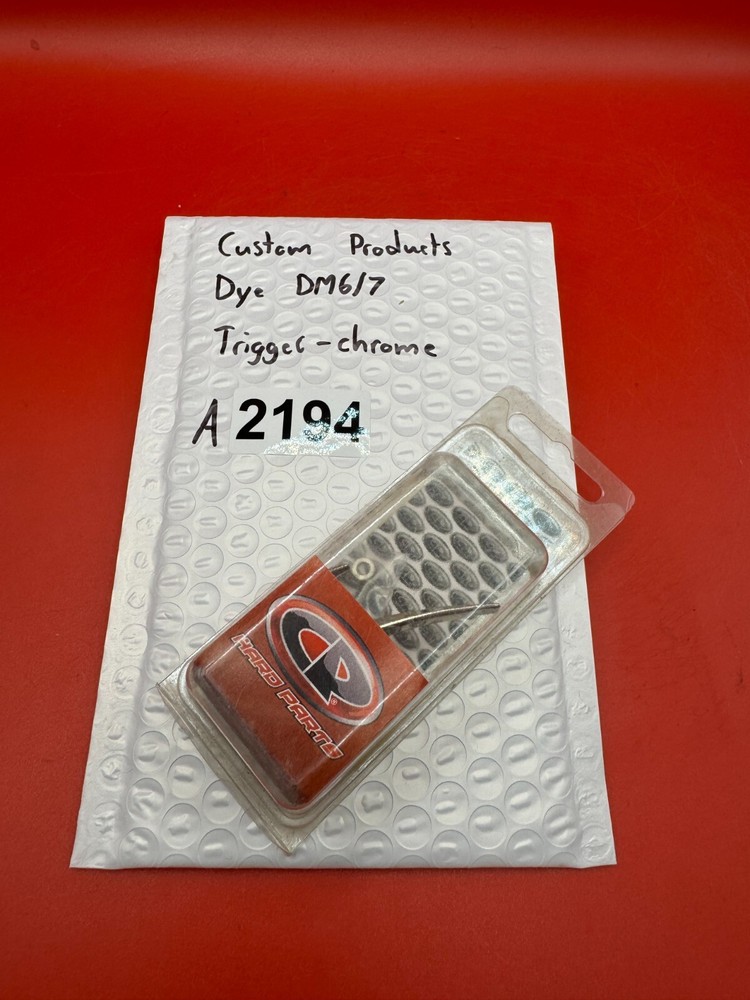 Custom Products
Dye DM6/7
Trigger-chrome
A 2194
CP
®
HARD PARTS